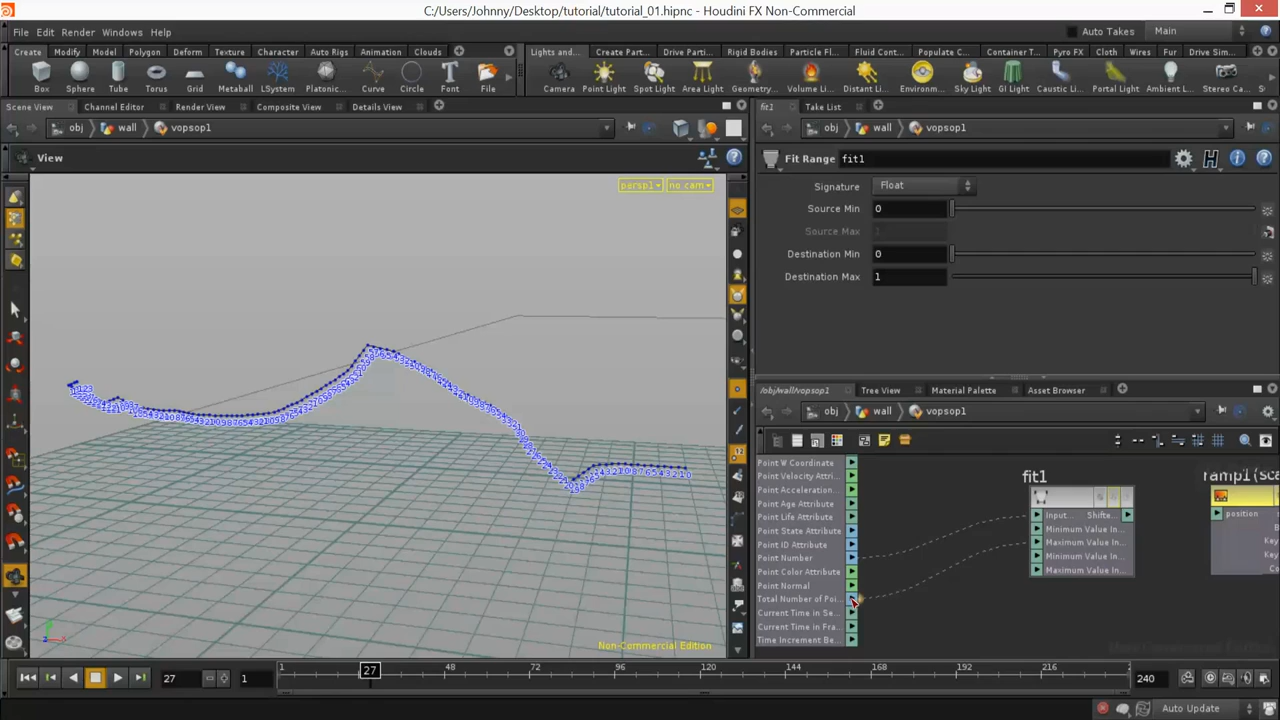 C:/Users/Johnny/Desktop/tutorial/tutorial_01.hipnc - Houdini FX Non-Commercial
File Edit Render Windows Help
Auto Takes
Main
Create Modify Model Polygon Deform Texture Character Auto Rigs Animation Clouds
Lights and... Create Part... Drive Parti... Rigid Bodies Particle Fl... Fluid Cont... Populate C... Container T... Pyro FX Cloth Wires Fur Drive Sim...
Box Sphere Tube Torus Grid Metaball LSystem Platonic... Curve Circle Font File
Camera Point Light Spot Light Area Light Geometry... Volume Li... Distant Li... Environm... Sky Light GI Light Caustic Li... Portal Light Ambient L... Stereo Ca...
Scene View Channel Editor Render View Composite View Details View
fit1 Take List
obj wall vopsop1
obj wall vopsop1
View
Fit Range fit1
persp1 no cam
Signature Float
Source Min 0
Source Max
Destination Min 0
Destination Max 1
/obj/wall/vopsop1 Tree View Material Palette Asset Browser
obj wall vopsop1
Point W Coordinate
Point Velocity Attri...
Point Acceleration...
Point Age Attribute
Point Life Attribute
Point State Attribute
Point ID Attribute
Point Number
Point Color Attribute
Point Normal
Total Number of Poi...
Current Time in Se...
Current Time in Fra...
Time Increment Be...
fit1
Input... Shifte...
Minimum Value In...
Maximum Value In...
Minimum Value In...
Maximum Value In...
ramp1(sca
position
Key
Key
Co
Non-Commercial Edition
27 1
1 27 48 72 96 120 144 168 192 216
240
Auto Update